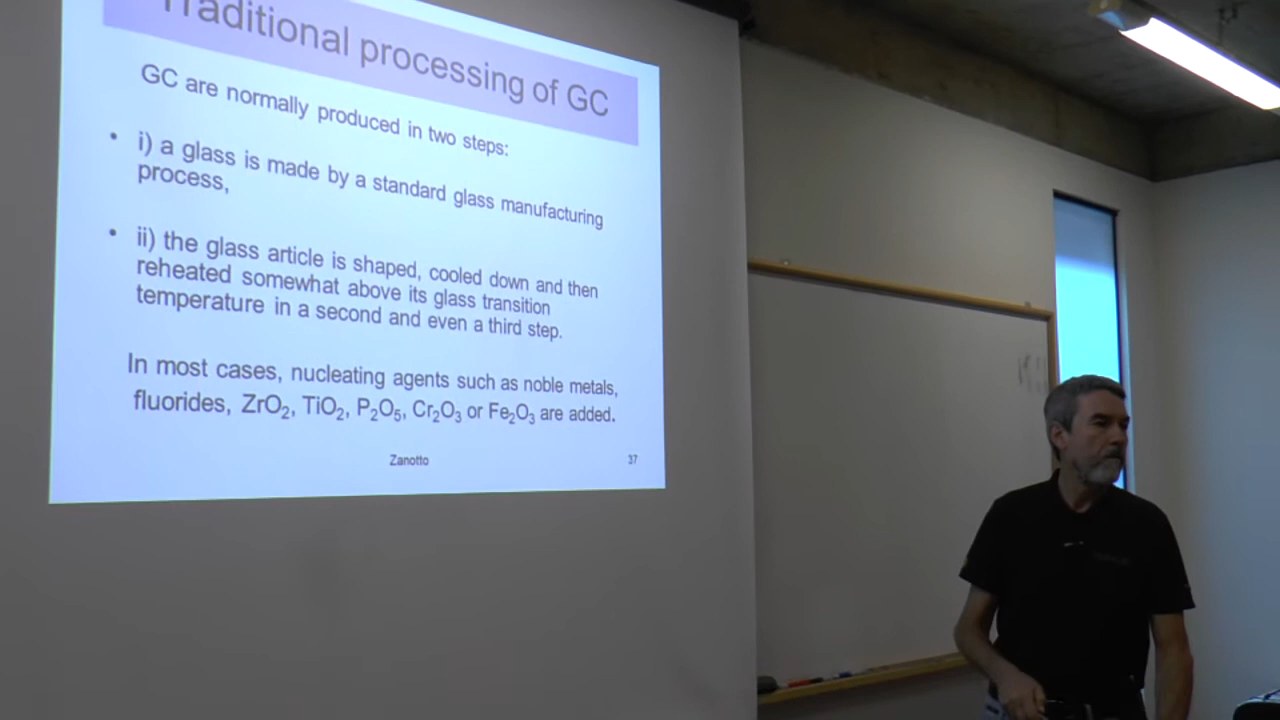 Traditional processing of GC
GC are normally produced in two steps:
• i) a glass is made by a standard glass manufacturing
process,
• ii) the glass article is shaped, cooled down and then
reheated somewhat above its glass transition
temperature in a second and even a third step.
In most cases, nucleating agents such as noble metals,
fluorides, ZrO₂, TiO₂, P₂O₅, Cr₂O₃ or Fe₂O₃ are added.
Zanotto
37